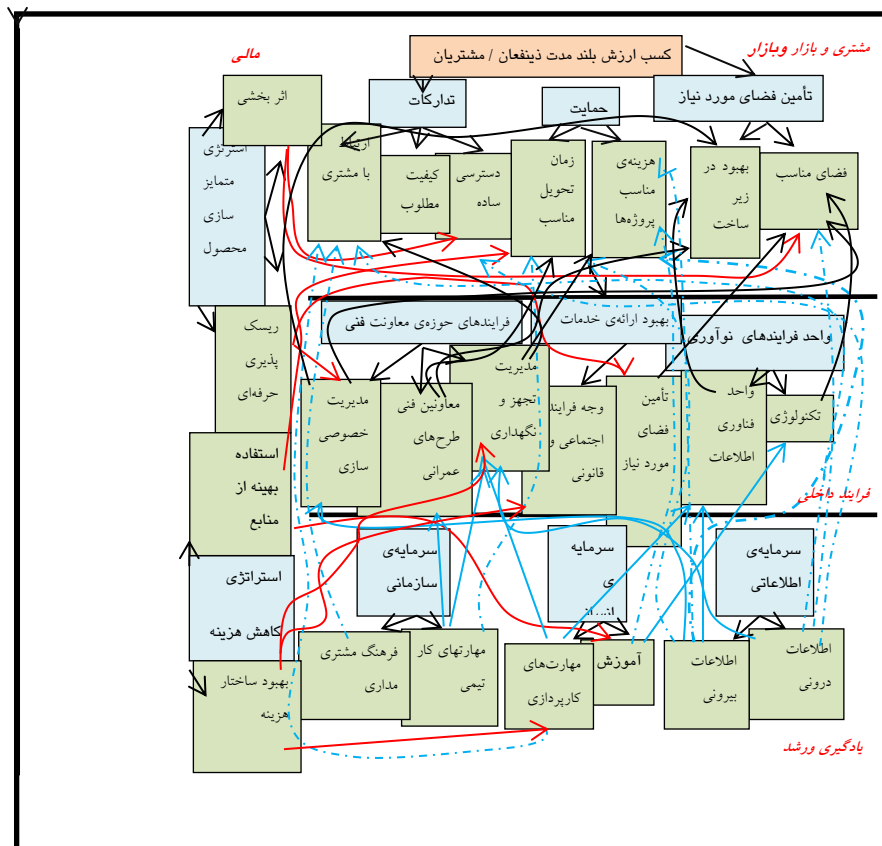 مشتری و بازار وبازار
مالی
کسب ارزش بلند مدت ذینفعان / مشتریان
تأمین فضای مورد نیاز
حمایت
تدارکات
اثر بخشی
فضای مناسب
بهبود در
زیر
ساخت
هزینه‌ی
مناسب
پروژه‌ها
زمان
تحویل
مناسب
دسترسی
ساده
کیفیت
مطلوب
ارتباط
با مشتری
استرتژی
متمایز
سازی
محصول
واحد فرایندهای نوآوری
بهبود ارائه‌ی خدمات
فرایندهای حوزه‌ی معاونت فنی
ریسک
پذیری
حرفه‌ای
تکنولوژی
واحد
فناوری
اطلاعات
تأمین
فضای
مورد نیاز
وجه فرایند
اجتماعی و
قانونی
مدیریت
تجهز و
نگهداری
معاونین فنی
طرح‌های
عمرانی
مدیریت
خصوصی
سازی
استفاده
بهینه از
منابع
فرایند داخلی
سرمایه‌ی
اطلاعاتی
سرمایه
ی
انسانی
سرمایه‌ی
سازمانی
استراتژی
کاهش هزینه
اطلاعات
درونی
اطلاعات
بیرونی
آموزش
مهارت‌های
کارپردازی
مهارتهای کار
تیمی
فرهنگ مشتری
مداری
بهبود ساختار
هزینه
یادگیری ورشد